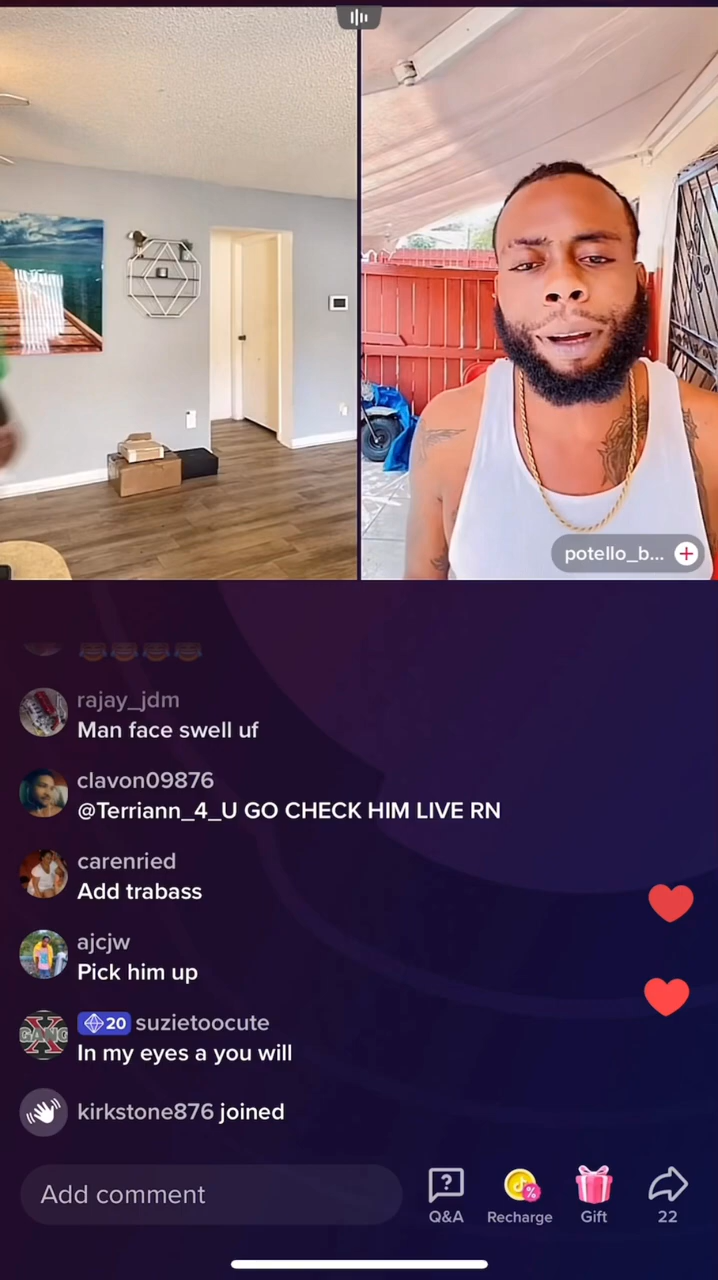 potello_b...
rajay_jdm
Man face swell uf
clavon09876
@Terriann_4_U GO CHECK HIM LIVE RN
carenried
Add trabass
ajcjw
Pick him up
20 suzietoocute
In my eyes a you will
GANG
X
kirkstone876 joined
Add comment
Q&A
Recharge
Gift
22